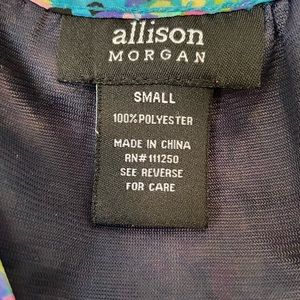 allison
MORGAN
SMALL
100% POLYESTER
MADE IN CHINA
RN# 111250
SEE REVERSE
FOR CARE